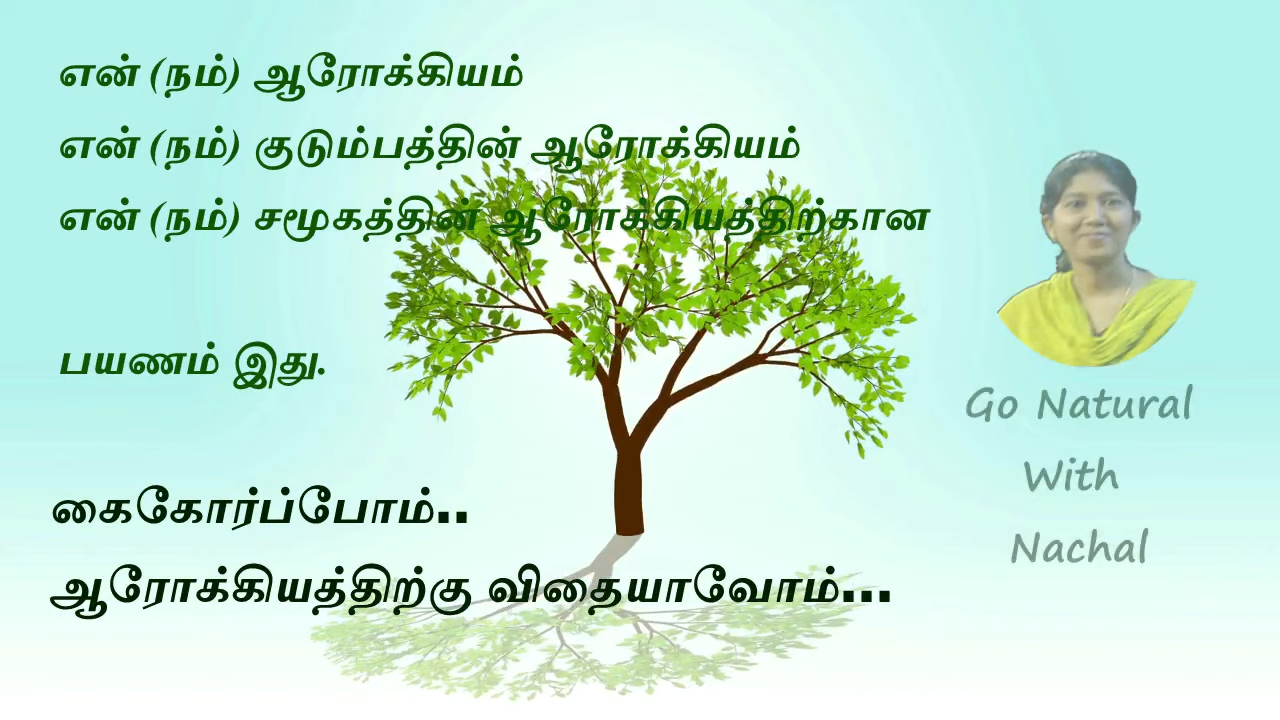 என் (நம்) ஆரோக்கியம்
என் (நம்) குடும்பத்தின் ஆரோக்கியம்
என் (நம்) சமூகத்தின் ஆரோக்கியத்திற்கான
பயணம் இது.
கைகோர்ப்போம்..
ஆரோக்கியத்திற்கு விதையாவோம்...
Go Natural
With
Nachal